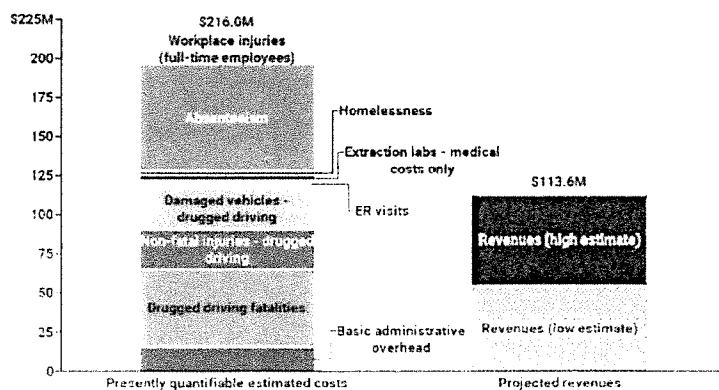 $225M
200
175
150
125
100
75
50
25
0
$216.0M
Workplace injuries
(full-time employees)
Absenteeism
Homelessness
Extraction labs - medical
costs only
ER visits
Damaged vehicles -
drugged driving
Non-fatal injuries - drugged
driving
Drugged driving fatalities
Basic administrative
overhead
$113.6M
Revenues (high estimate)
Revenues (low estimate)
Presently quantifiable estimated costs
Projected revenues